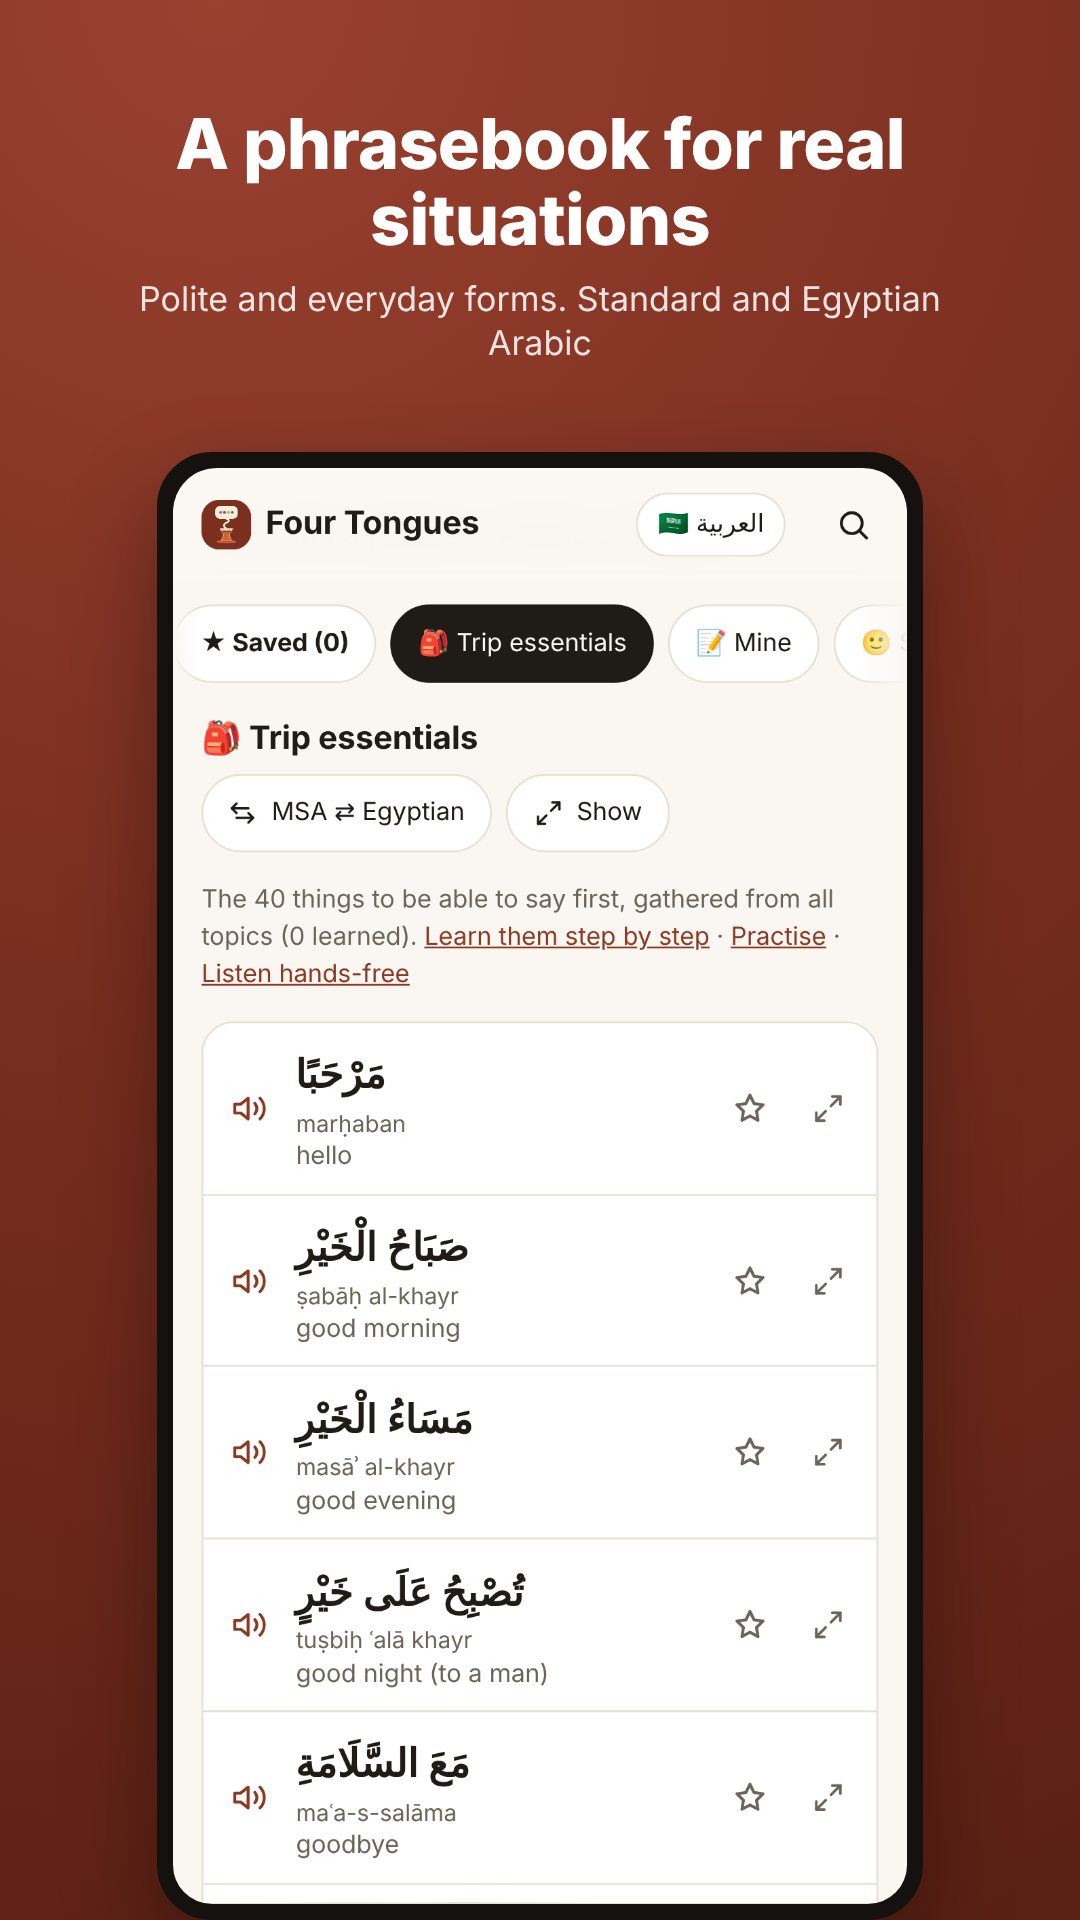 A phrasebook for real
situations
Polite and everyday forms. Standard and Egyptian
Arabic
Four Tongues
العربية
★ Saved (0)
🎒 Trip essentials
📝 Mine
🎒 Trip essentials
MSA ⇄ Egyptian
Show
The 40 things to be able to say first, gathered from all
topics (0 learned). Learn them step by step · Practise ·
Listen hands-free
مَرْحَبًا
marḥaban
hello
صَبَاحُ الْخَيْرِ
ṣabāḥ al-khayr
good morning
مَسَاءُ الْخَيْرِ
masāʾ al-khayr
good evening
تُصْبِحُ عَلَى خَيْرٍ
tuṣbiḥ ʿalā khayr
good night (to a man)
مَعَ السَّلَامَةِ
maʿa-s-salāma
goodbye